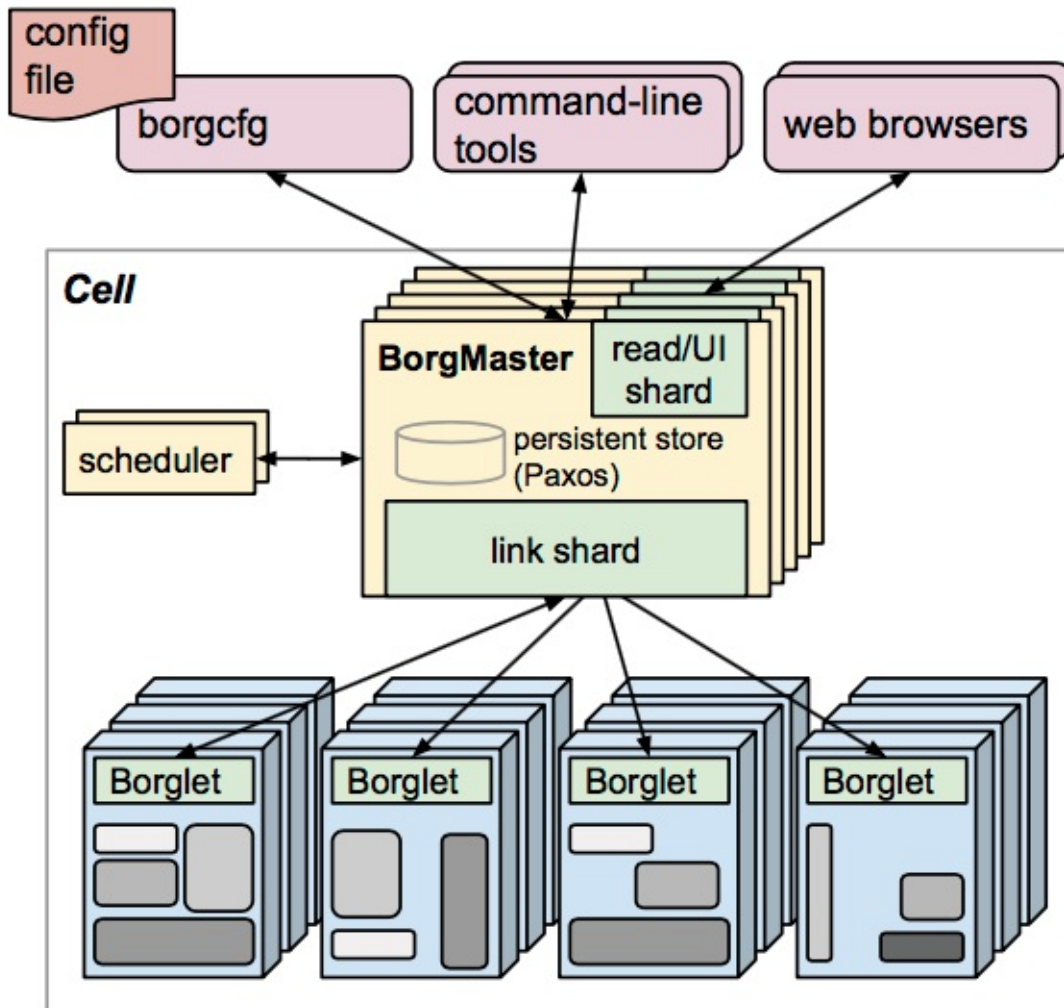 config
file
borgcfg
command-line
tools
web browsers
Cell
BorgMaster
read/UI
shard
scheduler
persistent store
(Paxos)
link shard
Borglet
Borglet
Borglet
Borglet